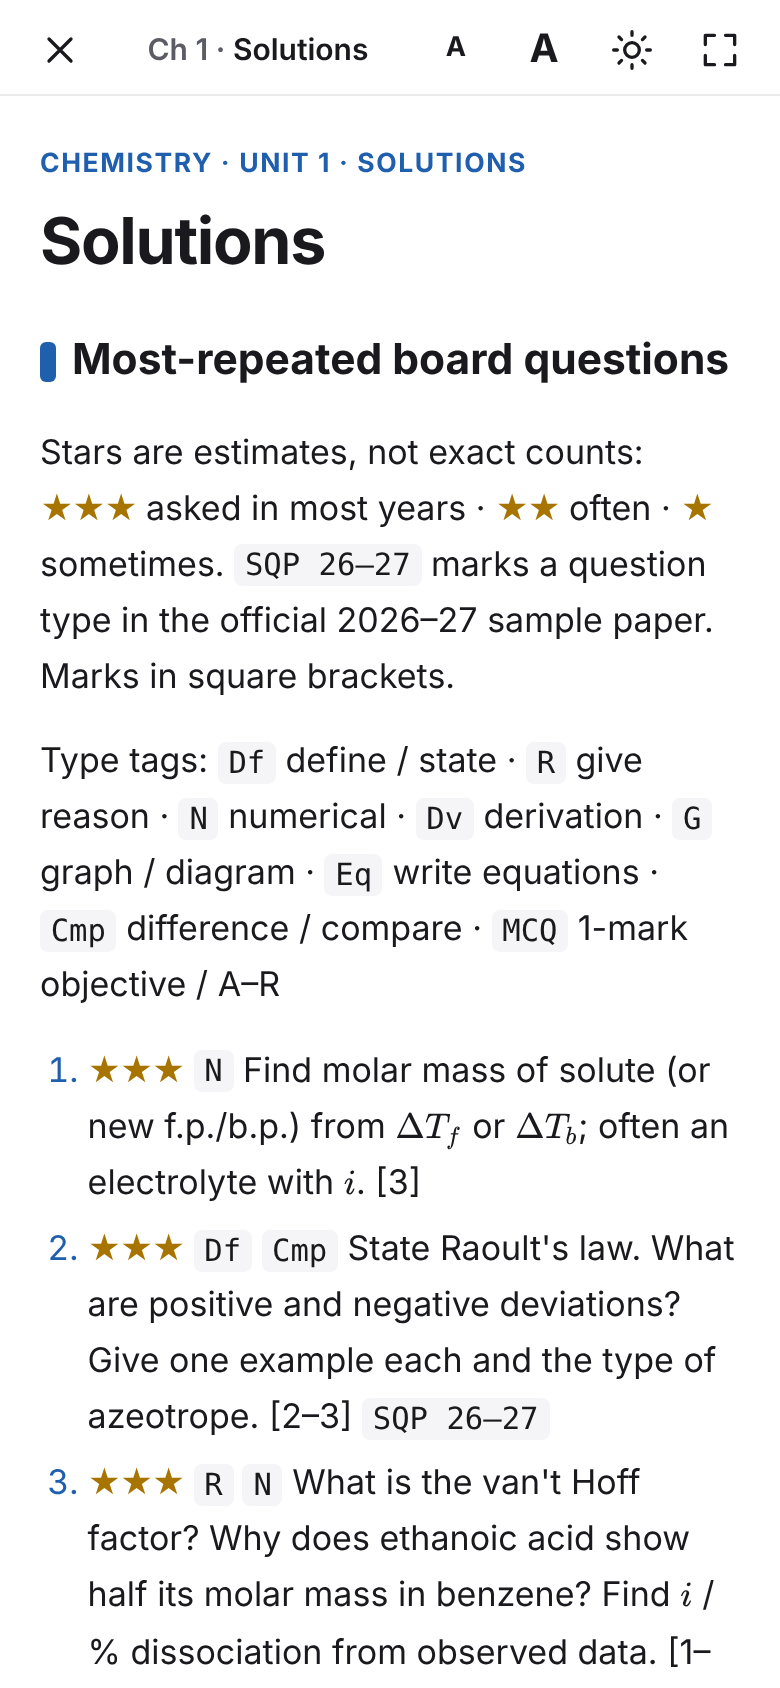 Ch 1 · Solutions A A
CHEMISTRY · UNIT 1 · SOLUTIONS
Solutions
Most-repeated board questions
Stars are estimates, not exact counts:
★★★ asked in most years · ★★ often · ★
sometimes. SQP 26–27 marks a question
type in the official 2026–27 sample paper.
Marks in square brackets.
Type tags: Df define / state · R give
reason · N numerical · Dv derivation · G
graph / diagram · Eq write equations ·
Cmp difference / compare · MCQ 1-mark
objective / A–R
1. ★★★ N Find molar mass of solute (or
new f.p./b.p.) from ΔT_f or ΔT_b; often an
electrolyte with i. [3]
2. ★★★ Df Cmp State Raoult's law. What
are positive and negative deviations?
Give one example each and the type of
azeotrope. [2–3] SQP 26–27
3. ★★★ R N What is the van't Hoff
factor? Why does ethanoic acid show
half its molar mass in benzene? Find i /
% dissociation from observed data. [1–